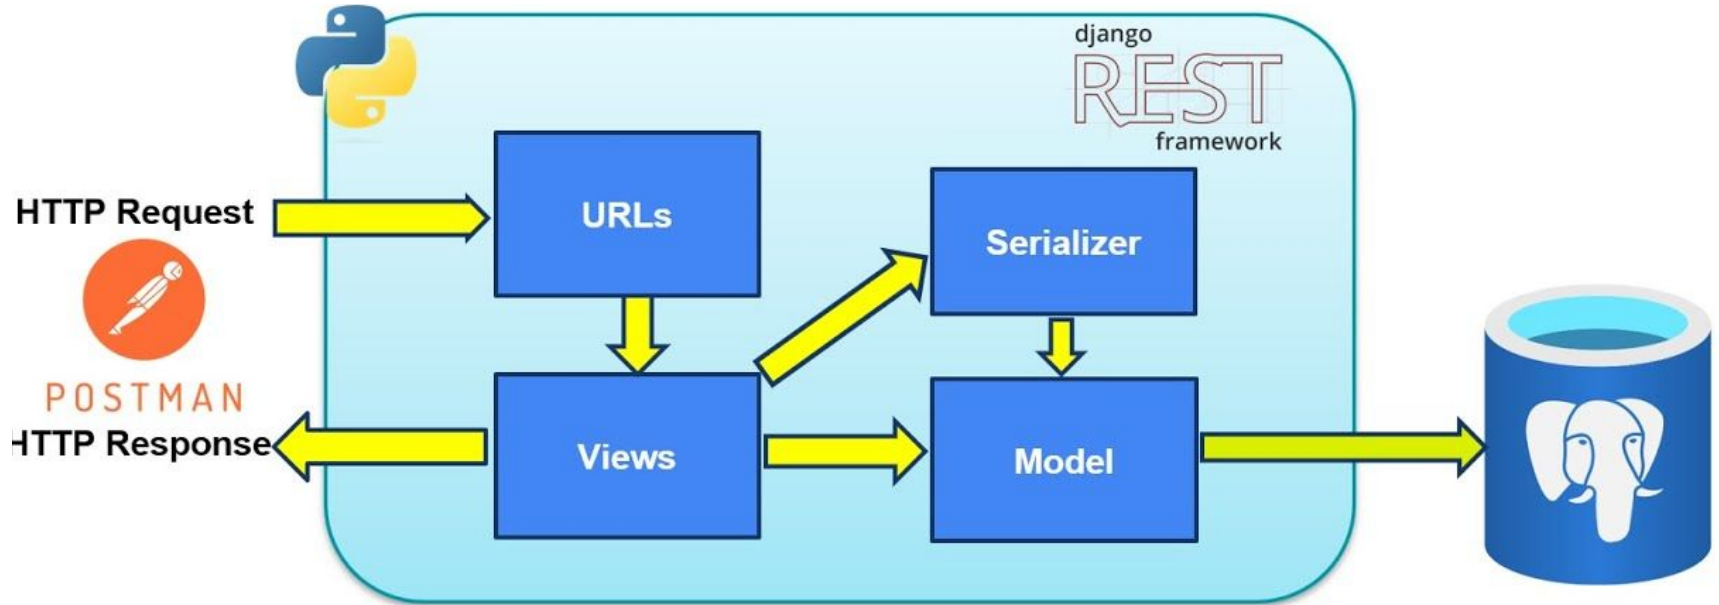 django
REST
framework
URLs
HTTP Request
Serializer
POSTMAN
HTTP Response
Views
Model